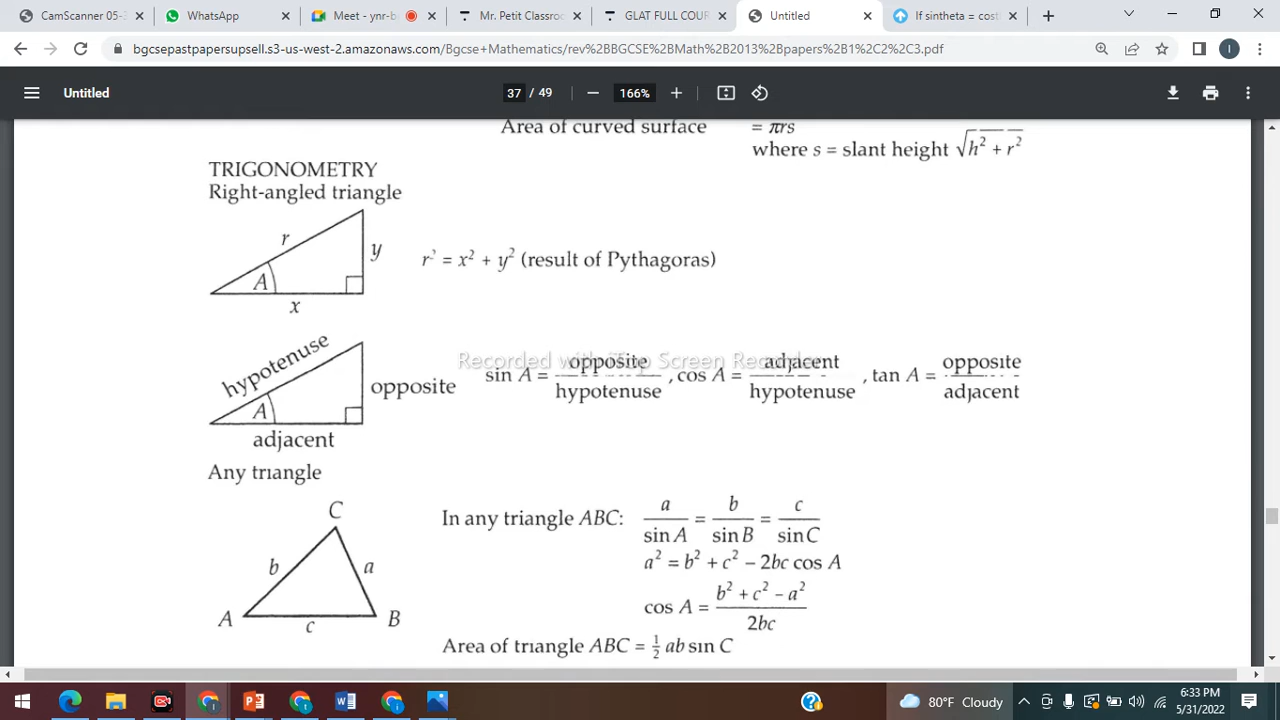 CamScanner 05-3
WhatsApp
Meet - ynr-b
Mr. Petit Classroo
GLAT FULL COUR
Untitled
If sintheta = cost
bgcsepastpapersupsell.s3-us-west-2.amazonaws.com/Bgcse+Mathematics/rev%2BBGCSE%2BMath%2B2013%2Bpapers%2B1%2C2%2C3.pdf
I
Untitled
37 / 49
166%
Area of curved surface = πrs
where s = slant height √h² + r²
TRIGONOMETRY
Right-angled triangle
r
y
A
x
r² = x² + y² (result of Pythagoras)
hypotenuse
opposite
A
adjacent
Recorded with iTop Screen Recorder
sin A = opposite/hypotenuse , cos A = adjacent/hypotenuse , tan A = opposite/adjacent
Any triangle
C
b
a
A
B
c
In any triangle ABC: a/sin A = b/sin B = c/sin C
a² = b² + c² – 2bc cos A
cos A = b² + c² – a²/2bc
Area of triangle ABC = ½ ab sin C
80°F Cloudy
6:33 PM
5/31/2022